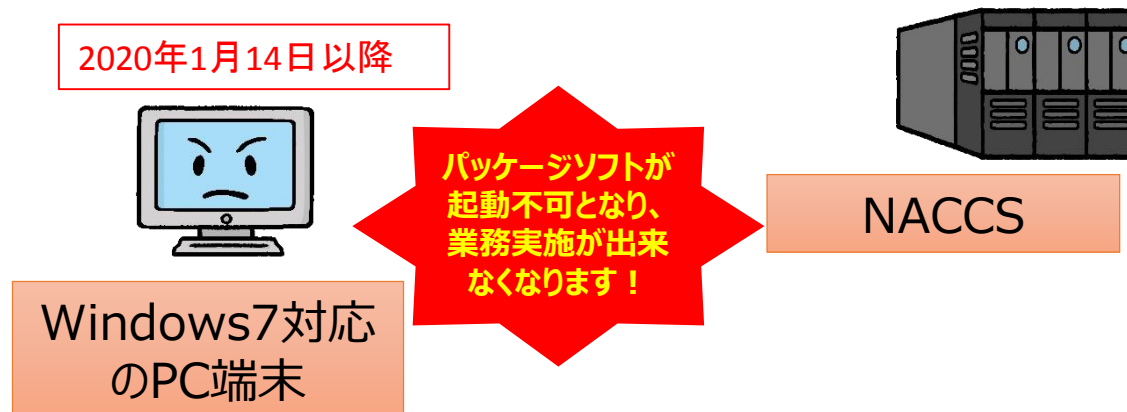 2020年1月14日以降
パッケージソフトが
起動不可となり、
業務実施が出来
なくなります！
NACCS
Windows7対応
のPC端末